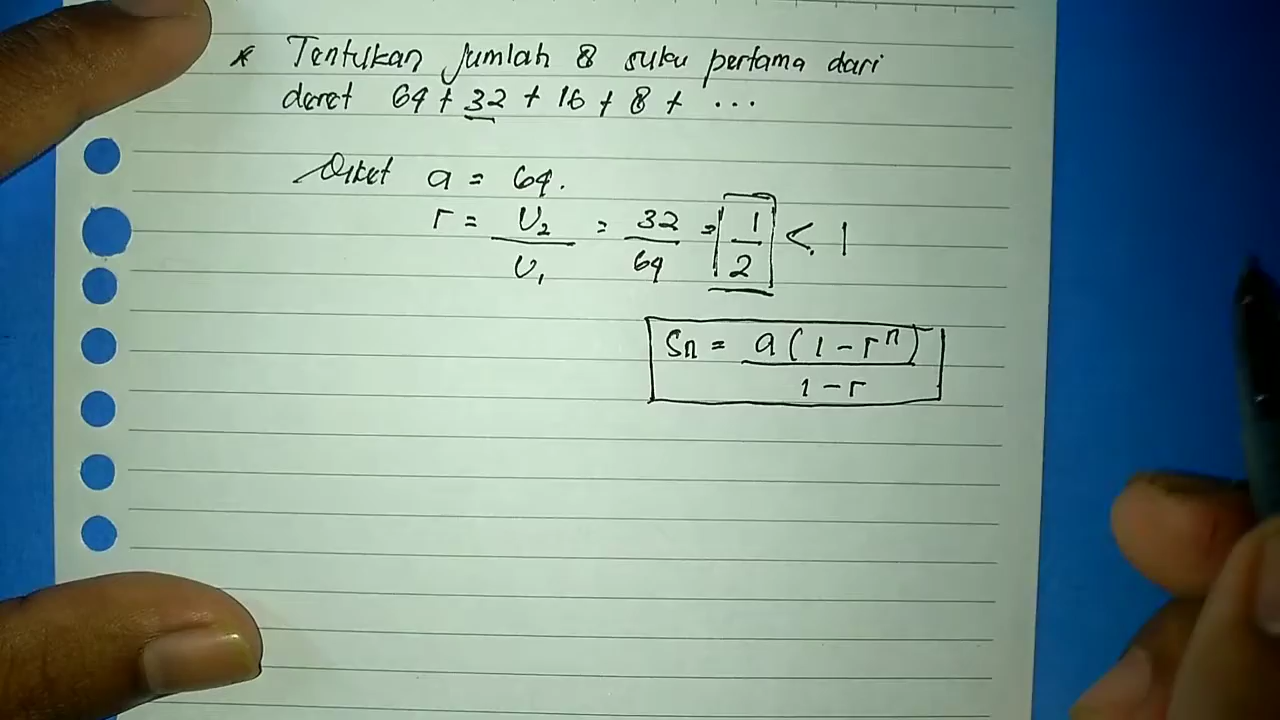 * Tentukan Jumlah 8 suku pertama dari
deret 64 + 32 + 16 + 8 + ...
Diket a = 64.
r = U₂/U₁ = 32/64 = 1/2 < 1
Sn = a(1-rⁿ)/1-r